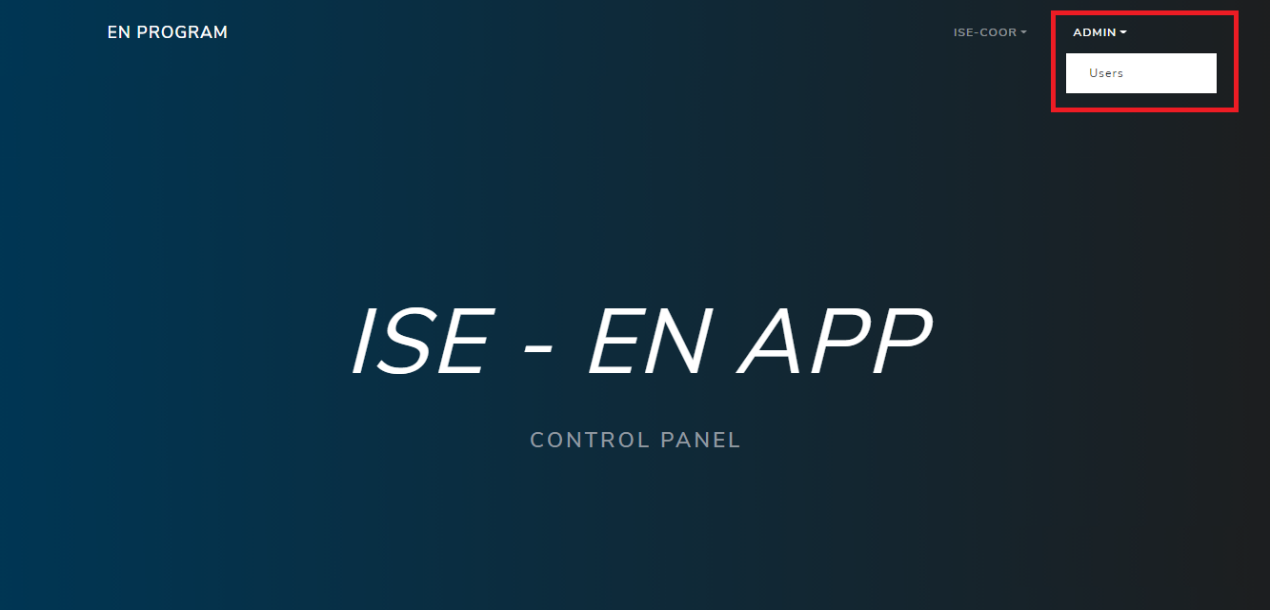 EN PROGRAM
ISE-COOR
ADMIN
Users
ISE - EN APP
CONTROL PANEL